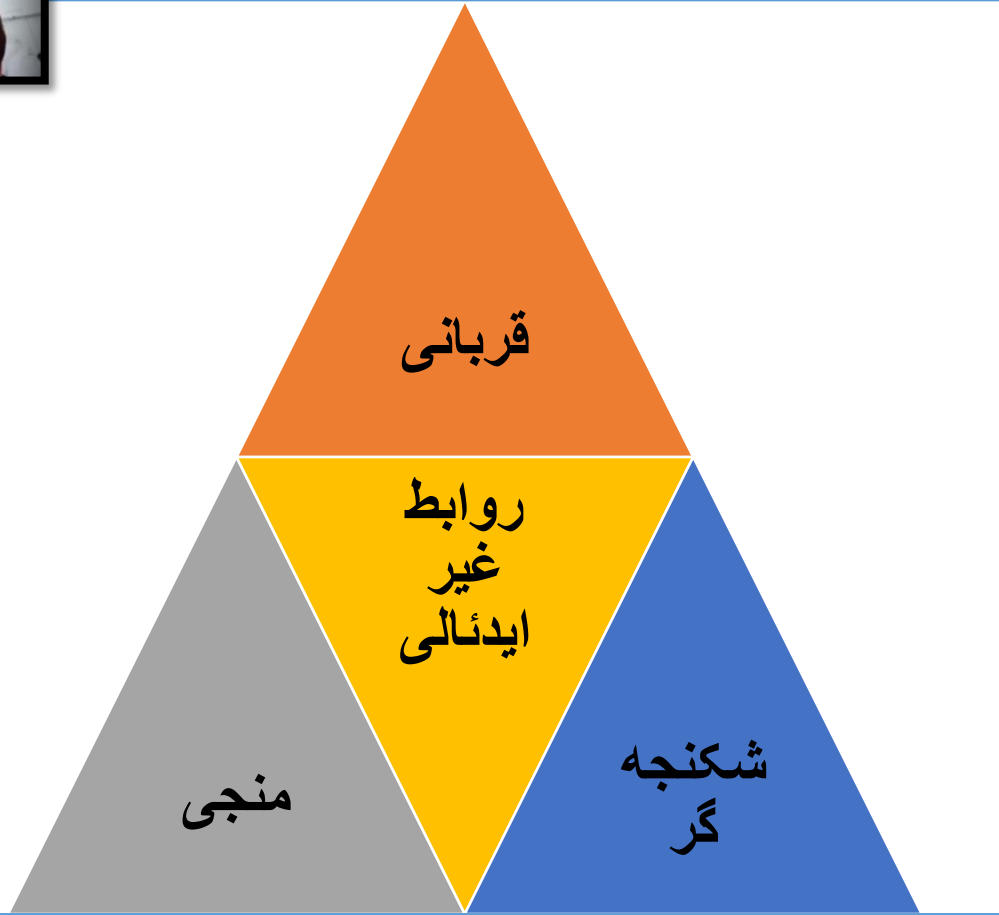 قربانی
روابط
غیر
ایدئالی
منجی
شکنجه
گر